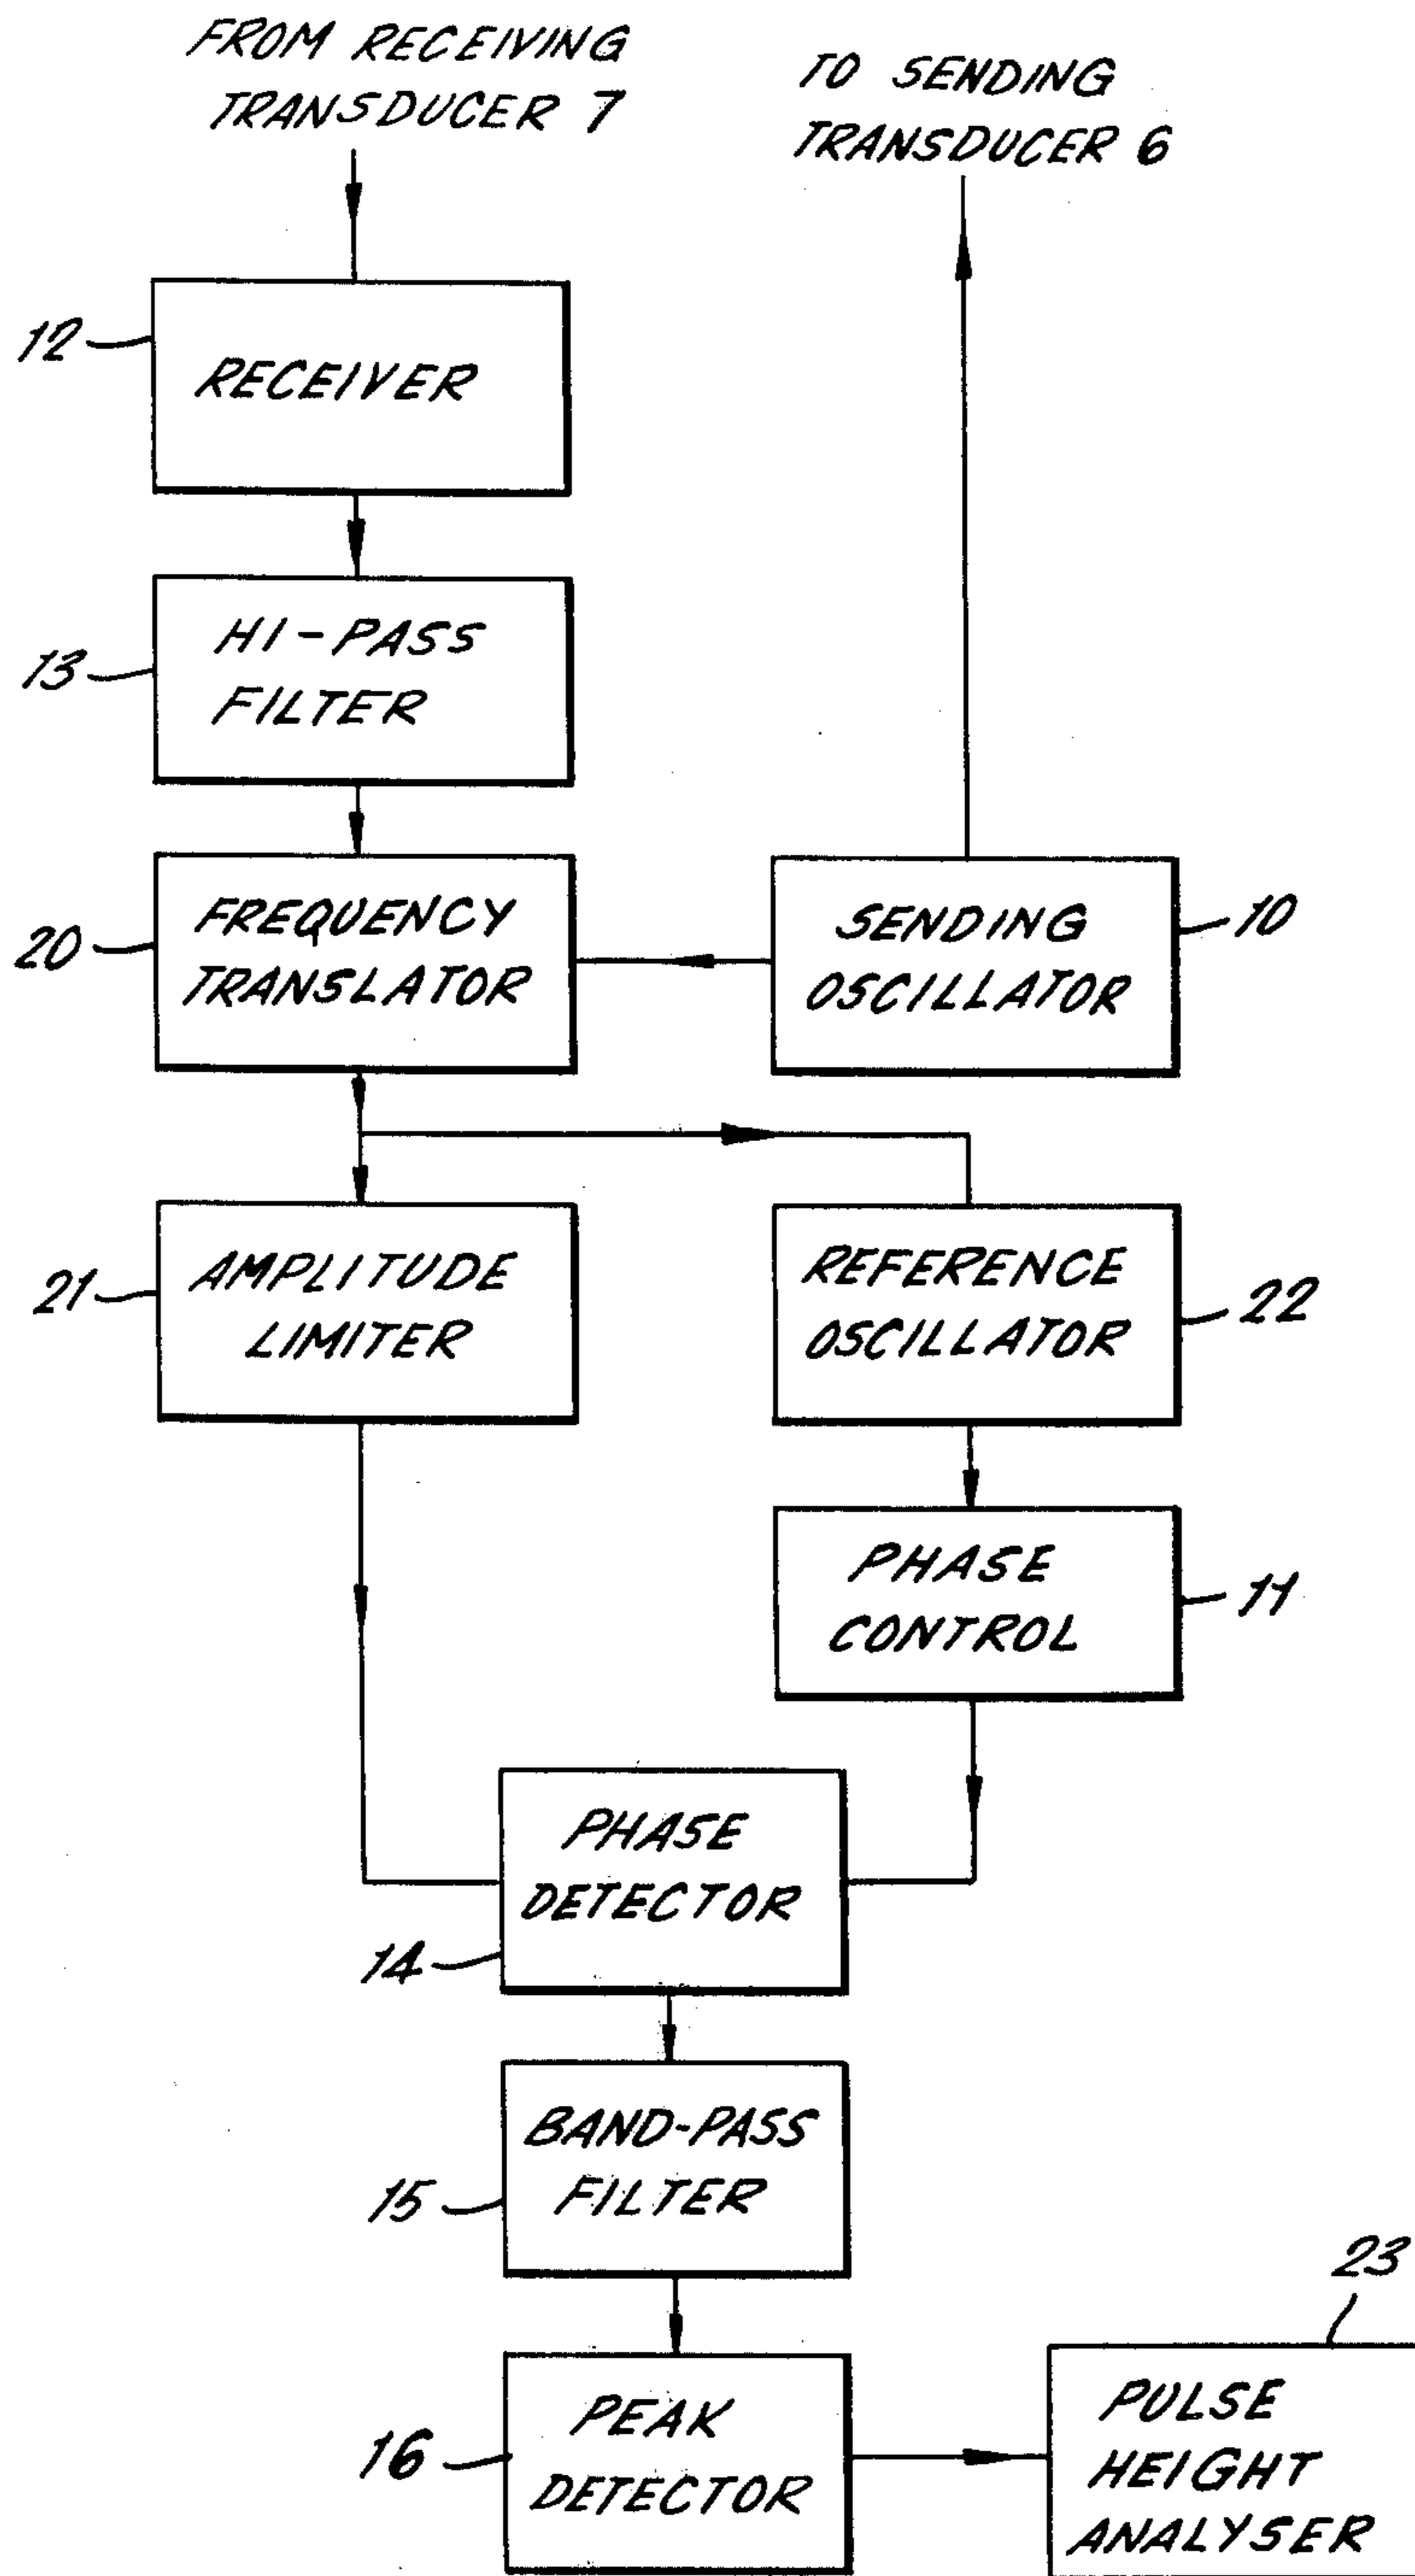 FROM RECEIVING
TRANSDUCER 7
TO SENDING
TRANSDUCER 6
12
RECEIVER
13
HI-PASS
FILTER
20
FREQUENCY
TRANSLATOR
SENDING
OSCILLATOR
10
21
AMPLITUDE
LIMITER
REFERENCE
OSCILLATOR
22
PHASE
CONTROL
11
PHASE
DETECTOR
14
BAND-PASS
FILTER
15
23
16
PEAK
DETECTOR
PULSE
HEIGHT
ANALYSER